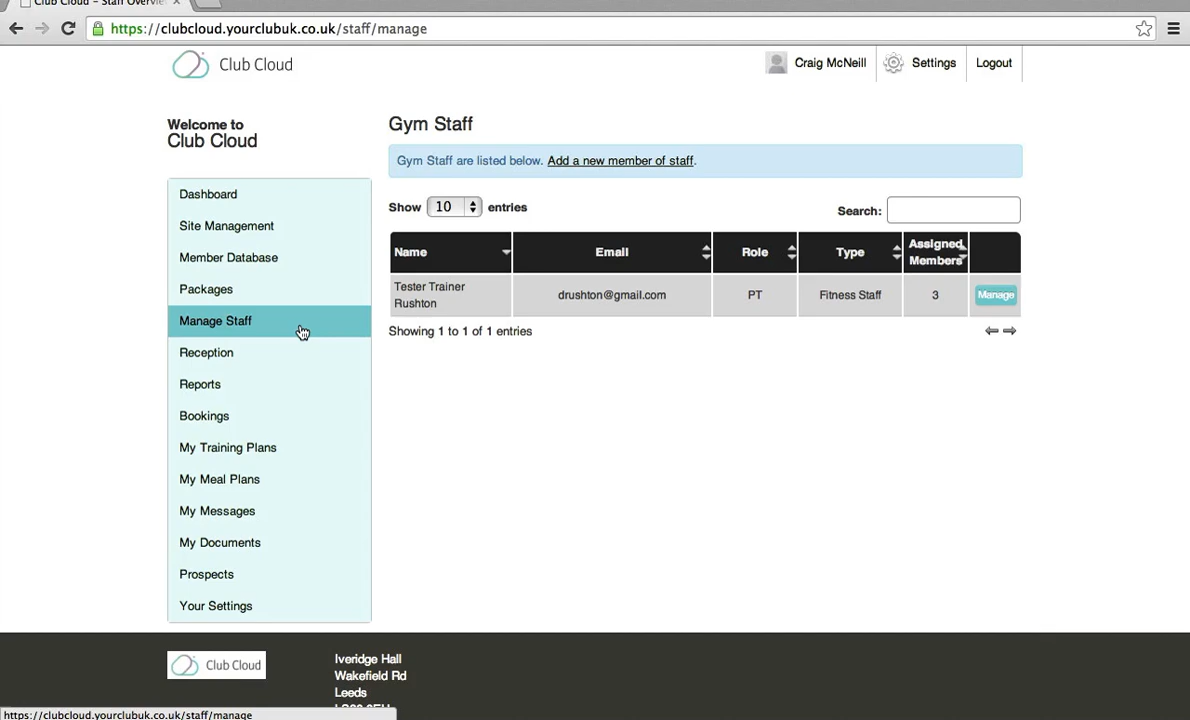 Club Cloud - Staff Overvie
https://clubcloud.yourclubuk.co.uk/staff/manage
Club Cloud
Craig McNeill
Settings
Logout
Welcome to
Club Cloud
Dashboard
Site Management
Member Database
Packages
Manage Staff
Reception
Reports
Bookings
My Training Plans
My Meal Plans
My Messages
My Documents
Prospects
Your Settings
Gym Staff
Gym Staff are listed below. Add a new member of staff.
Show 10 entries
Search:
Name Email Role Type Assigned Members
Tester Trainer Rushton drushton@gmail.com PT Fitness Staff 3 Manage
Showing 1 to 1 of 1 entries
Club Cloud
Iveridge Hall
Wakefield Rd
Leeds
https://clubcloud.yourclubuk.co.uk/staff/manage